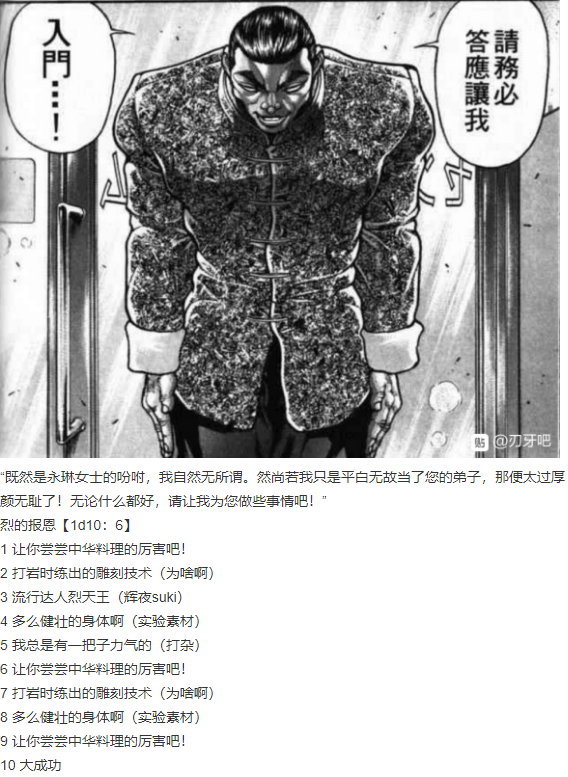 請務必
答應讓我
入門…！
贴 @刃牙吧
“既然是永琳女士的吩咐，我自然无所谓。然尚若我只是平白无故当了您的弟子，那便太过厚
颜无耻了！无论什么都好，请让我为您做些事情吧！”
烈的报恩【1d10：6】
1 让你尝尝中华料理的厉害吧！
2 打岩时练出的雕刻技术（为啥啊）
3 流行达人烈天王（辉夜suki）
4 多么健壮的身体啊（实验素材）
5 我总是有一把子力气的（打杂）
6 让你尝尝中华料理的厉害吧！
7 打岩时练出的雕刻技术（为啥啊）
8 多么健壮的身体啊（实验素材）
9 让你尝尝中华料理的厉害吧！
10 大成功